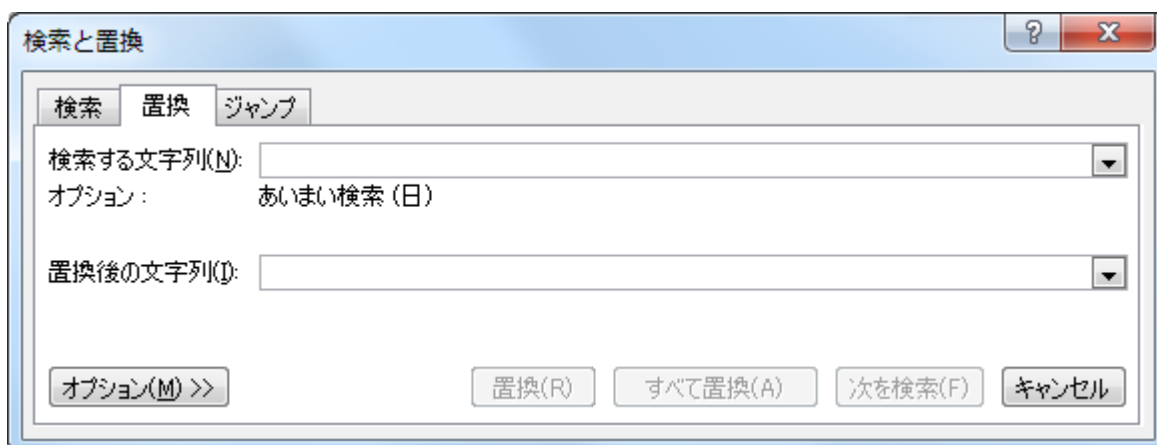 検索と置換
検索 置換 ジャンプ
検索する文字列(N):
オプション： あいまい検索 (日)
置換後の文字列(I):
オプション(M) >> 置換(R) すべて置換(A) 次を検索(F) キャンセル